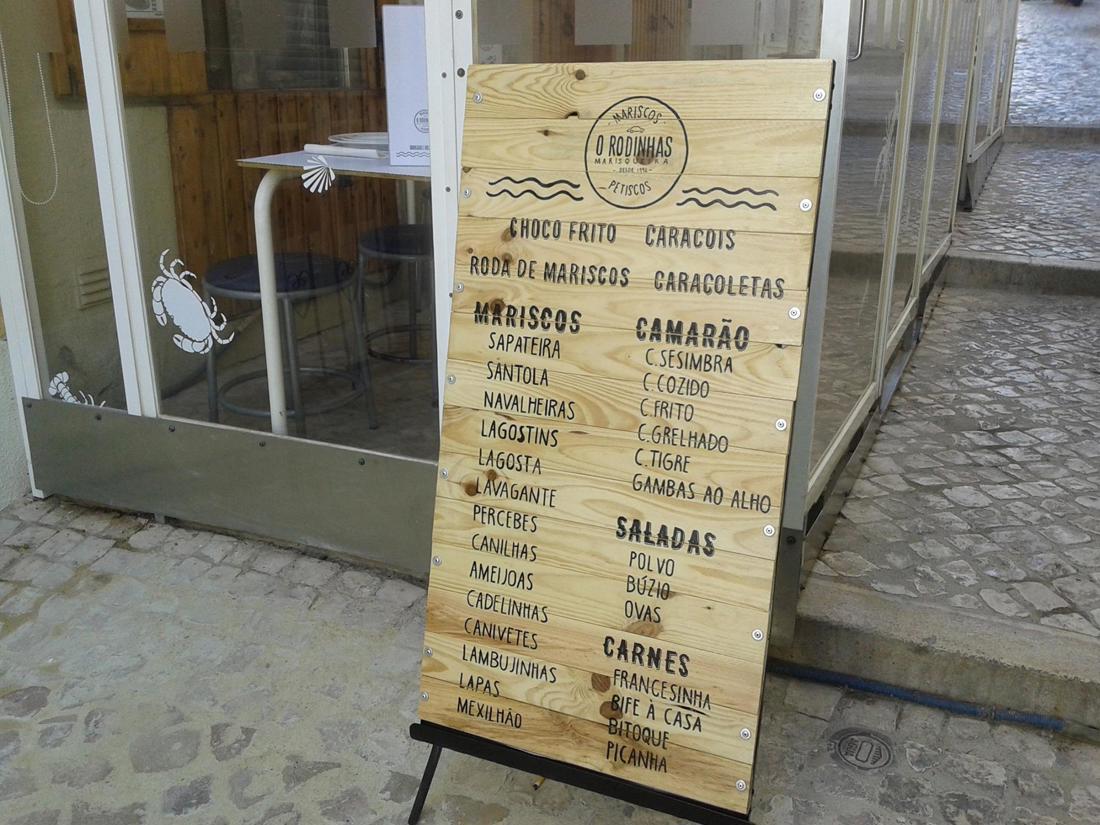 MARISCOS
O RODINHAS
MARISQUEIRA
PETISCOS
CHOCO FRITO CARACOIS
RODA DE MARISCOS CARACOLETAS
MARISCOS
SAPATEIRA
SANTOLA
NAVALHEIRAS
LAGOSTINS
LAGOSTA
LAVAGANTE
PERCEBES
CANILHAS
AMEIJOAS
CADELINHAS
CANIVETES
LAMBUJINHAS
LAPAS
MEXILHÃO
CAMARÃO
C.SESIMBRA
C.COZIDO
C.FRITO
C.GRELHADO
C.TIGRE
GAMBAS AO ALHO
SALADAS
POLVO
BÚZIO
OVAS
CARNES
FRANCESINHA
BIFE À CASA
BITOQUE
PICANHA